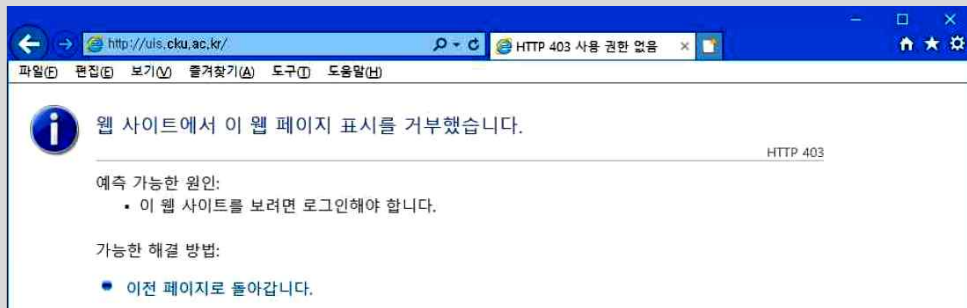 http://uis.cku.ac.kr/
HTTP 403 사용 권한 없음
파일(F) 편집(E) 보기(V) 즐겨찾기(A) 도구(T) 도움말(H)
웹 사이트에서 이 웹 페이지 표시를 거부했습니다.
HTTP 403
예측 가능한 원인:
• 이 웹 사이트를 보려면 로그인해야 합니다.
가능한 해결 방법:
이전 페이지로 돌아갑니다.